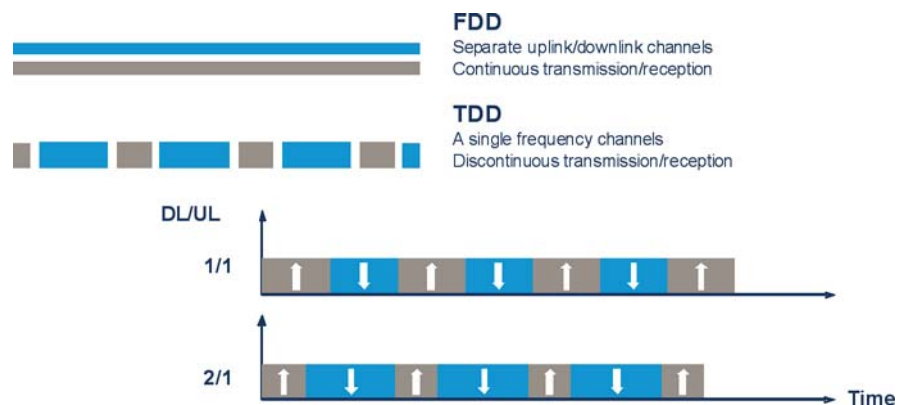 FDD
Separate uplink/downlink channels
Continuous transmission/reception
TDD
A single frequency channels
Discontinuous transmission/reception
DL/UL
1/1
2/1
Time